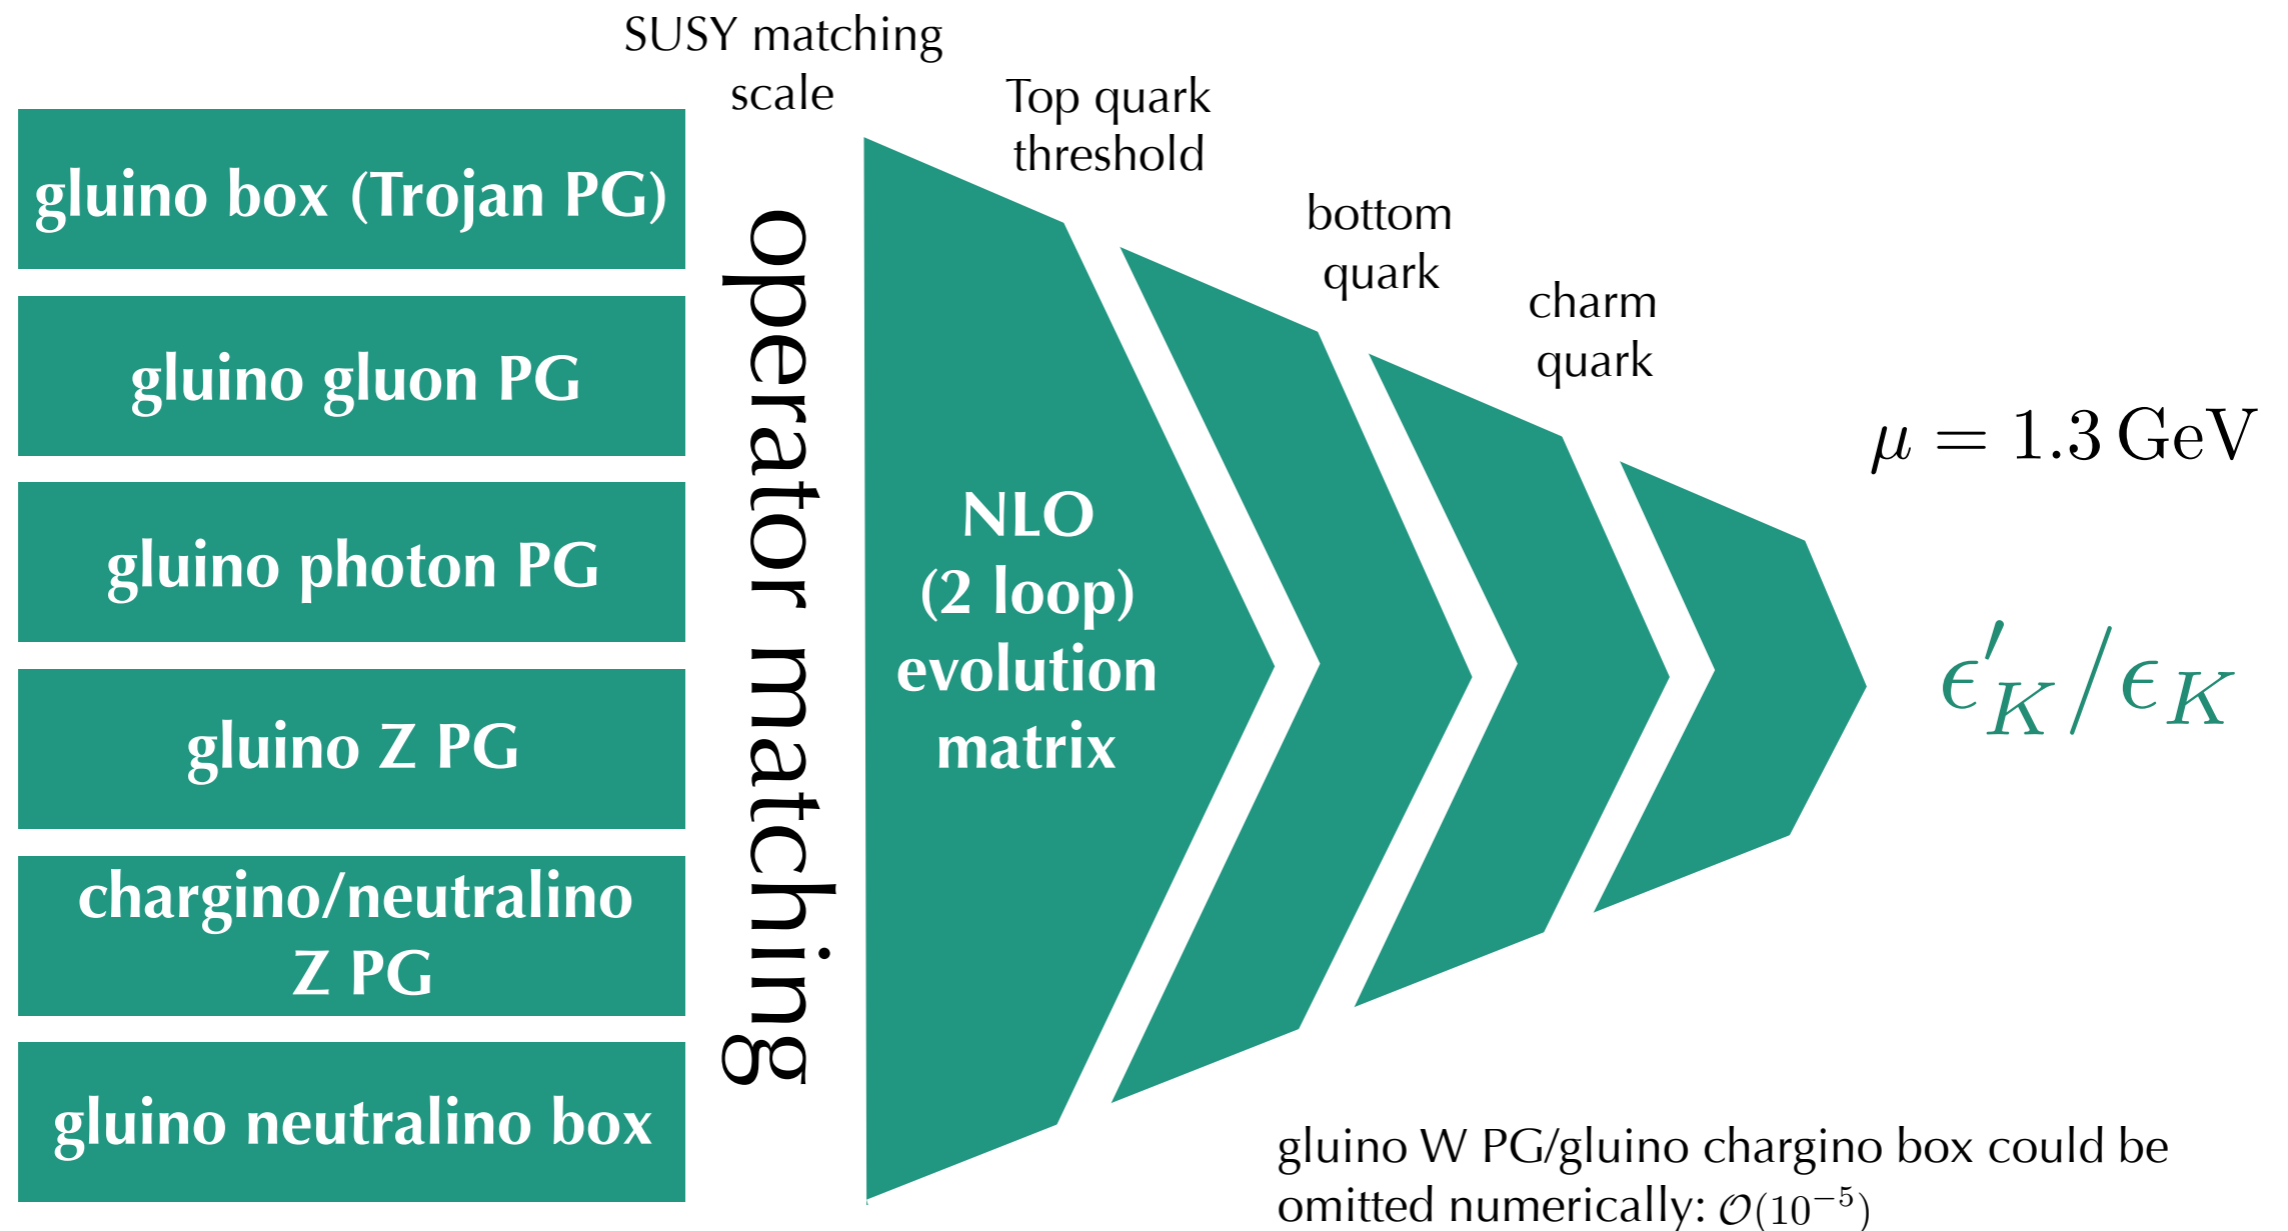 SUSY matching
scale
Top quark
threshold
bottom
quark
charm
quark
gluino box (Trojan PG)
gluino gluon PG
gluino photon PG
gluino Z PG
chargino/neutralino
Z PG
gluino neutralino box
operator matching
NLO
(2 loop)
evolution
matrix
μ = 1.3 GeV
ϵ′_K/ϵ_K
gluino W PG/gluino chargino box could be
omitted numerically: 𝒪(10⁻⁵)